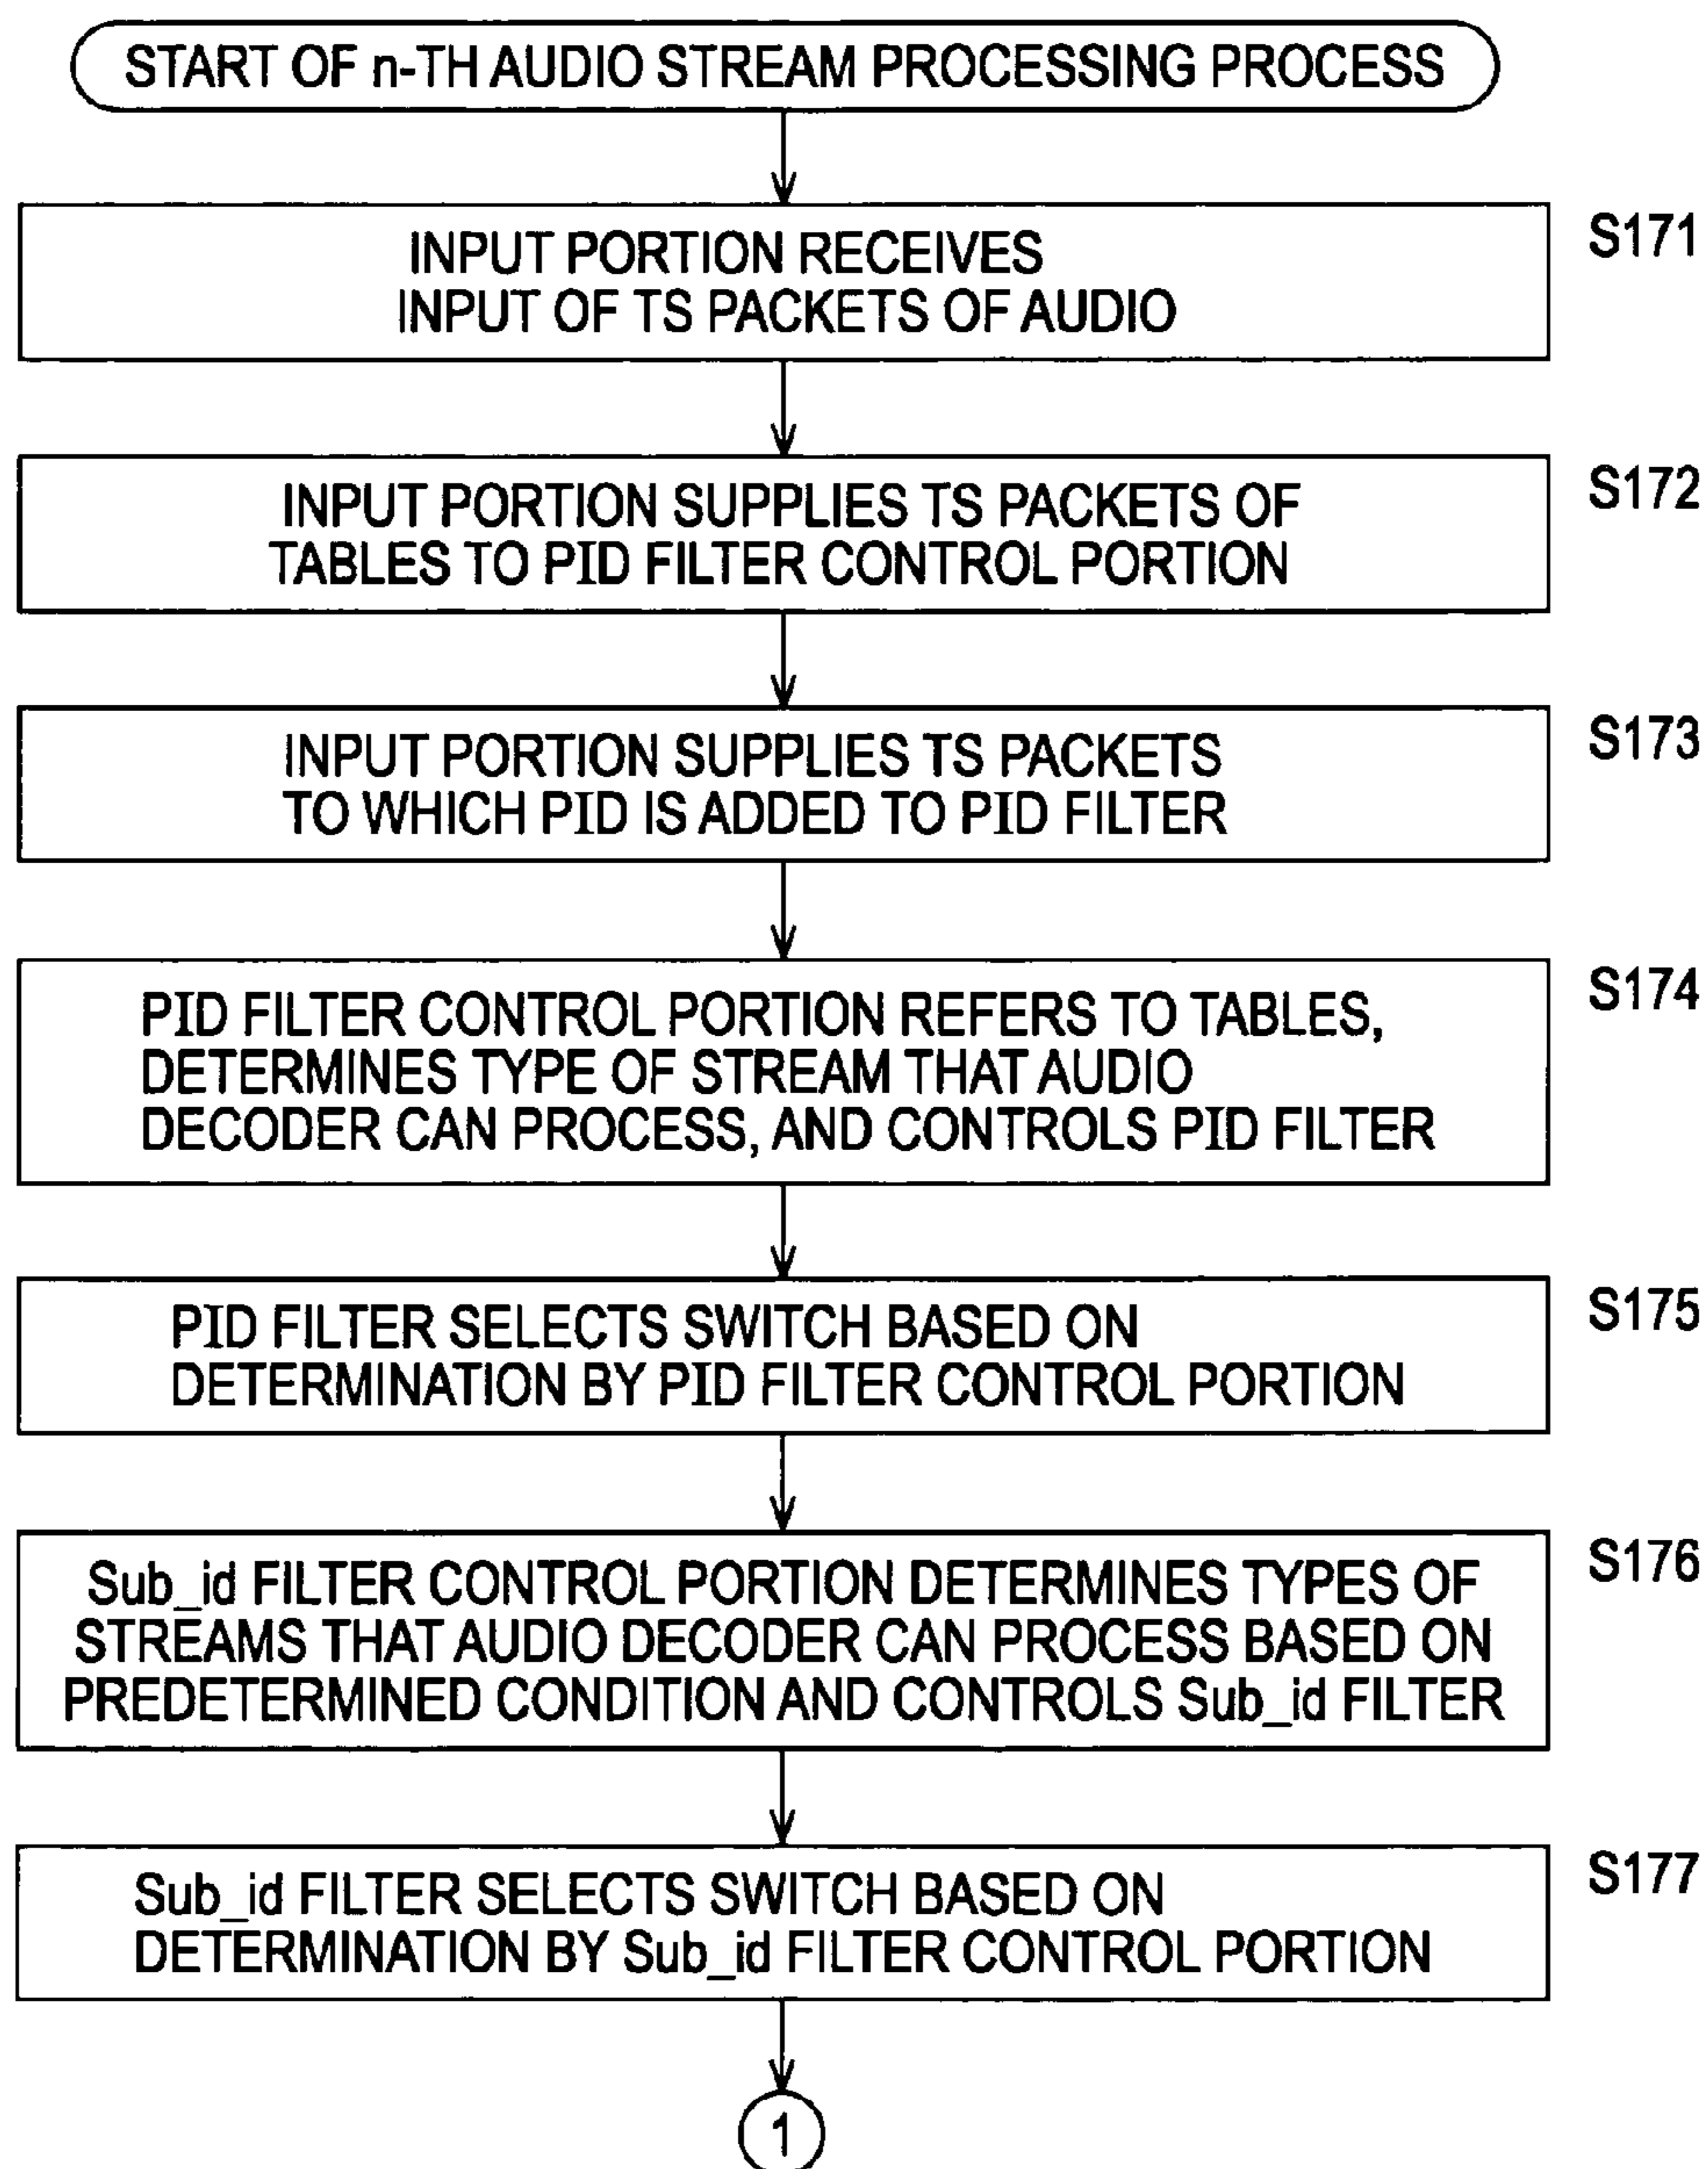 START OF n-TH AUDIO STREAM PROCESSING PROCESS
S171
INPUT PORTION RECEIVES
INPUT OF TS PACKETS OF AUDIO
S172
INPUT PORTION SUPPLIES TS PACKETS OF
TABLES TO PID FILTER CONTROL PORTION
S173
INPUT PORTION SUPPLIES TS PACKETS
TO WHICH PID IS ADDED TO PID FILTER
S174
PID FILTER CONTROL PORTION REFERS TO TABLES,
DETERMINES TYPE OF STREAM THAT AUDIO
DECODER CAN PROCESS, AND CONTROLS PID FILTER
S175
PID FILTER SELECTS SWITCH BASED ON
DETERMINATION BY PID FILTER CONTROL PORTION
S176
Sub_id FILTER CONTROL PORTION DETERMINES TYPES OF
STREAMS THAT AUDIO DECODER CAN PROCESS BASED ON
PREDETERMINED CONDITION AND CONTROLS Sub_id FILTER
S177
Sub_id FILTER SELECTS SWITCH BASED ON
DETERMINATION BY Sub_id FILTER CONTROL PORTION
1